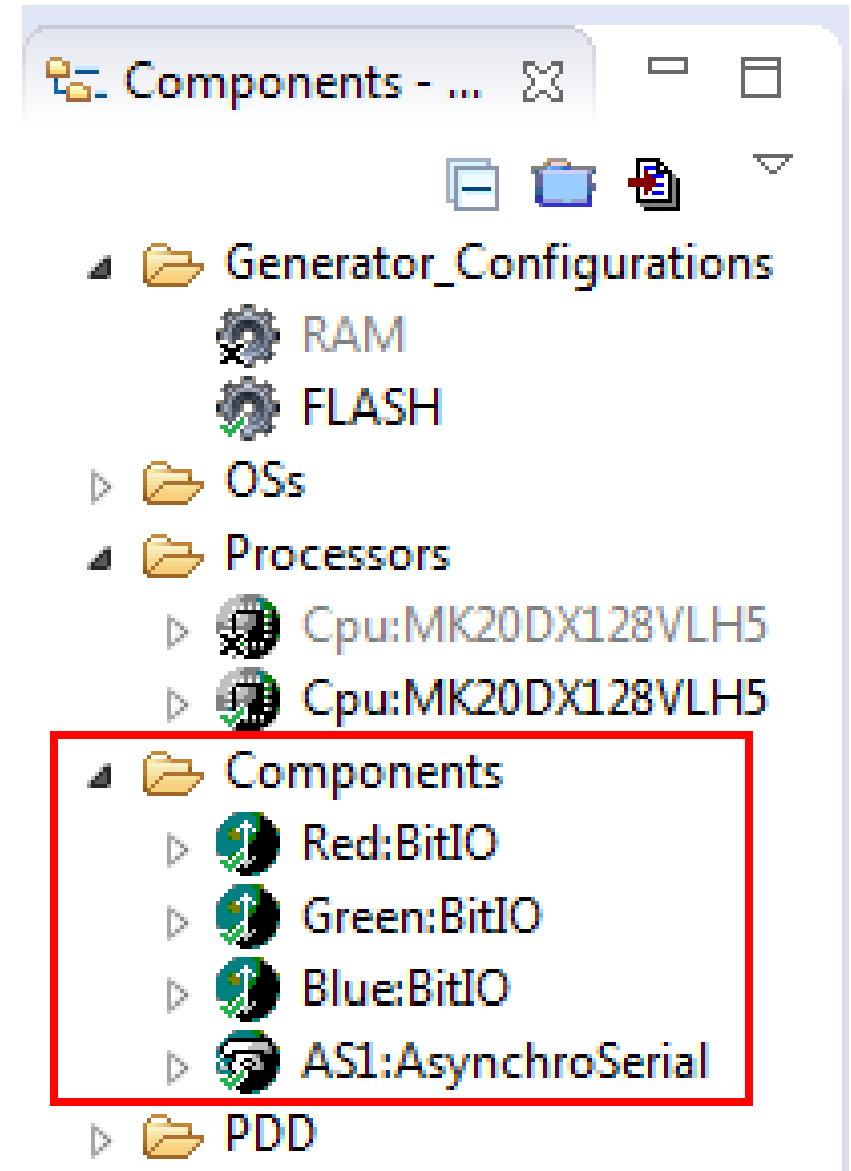 Components - ...
Generator_Configurations
RAM
FLASH
OSs
Processors
Cpu:MK20DX128VLH5
Cpu:MK20DX128VLH5
Components
Red:BitIO
Green:BitIO
Blue:BitIO
AS1:AsynchroSerial
PDD